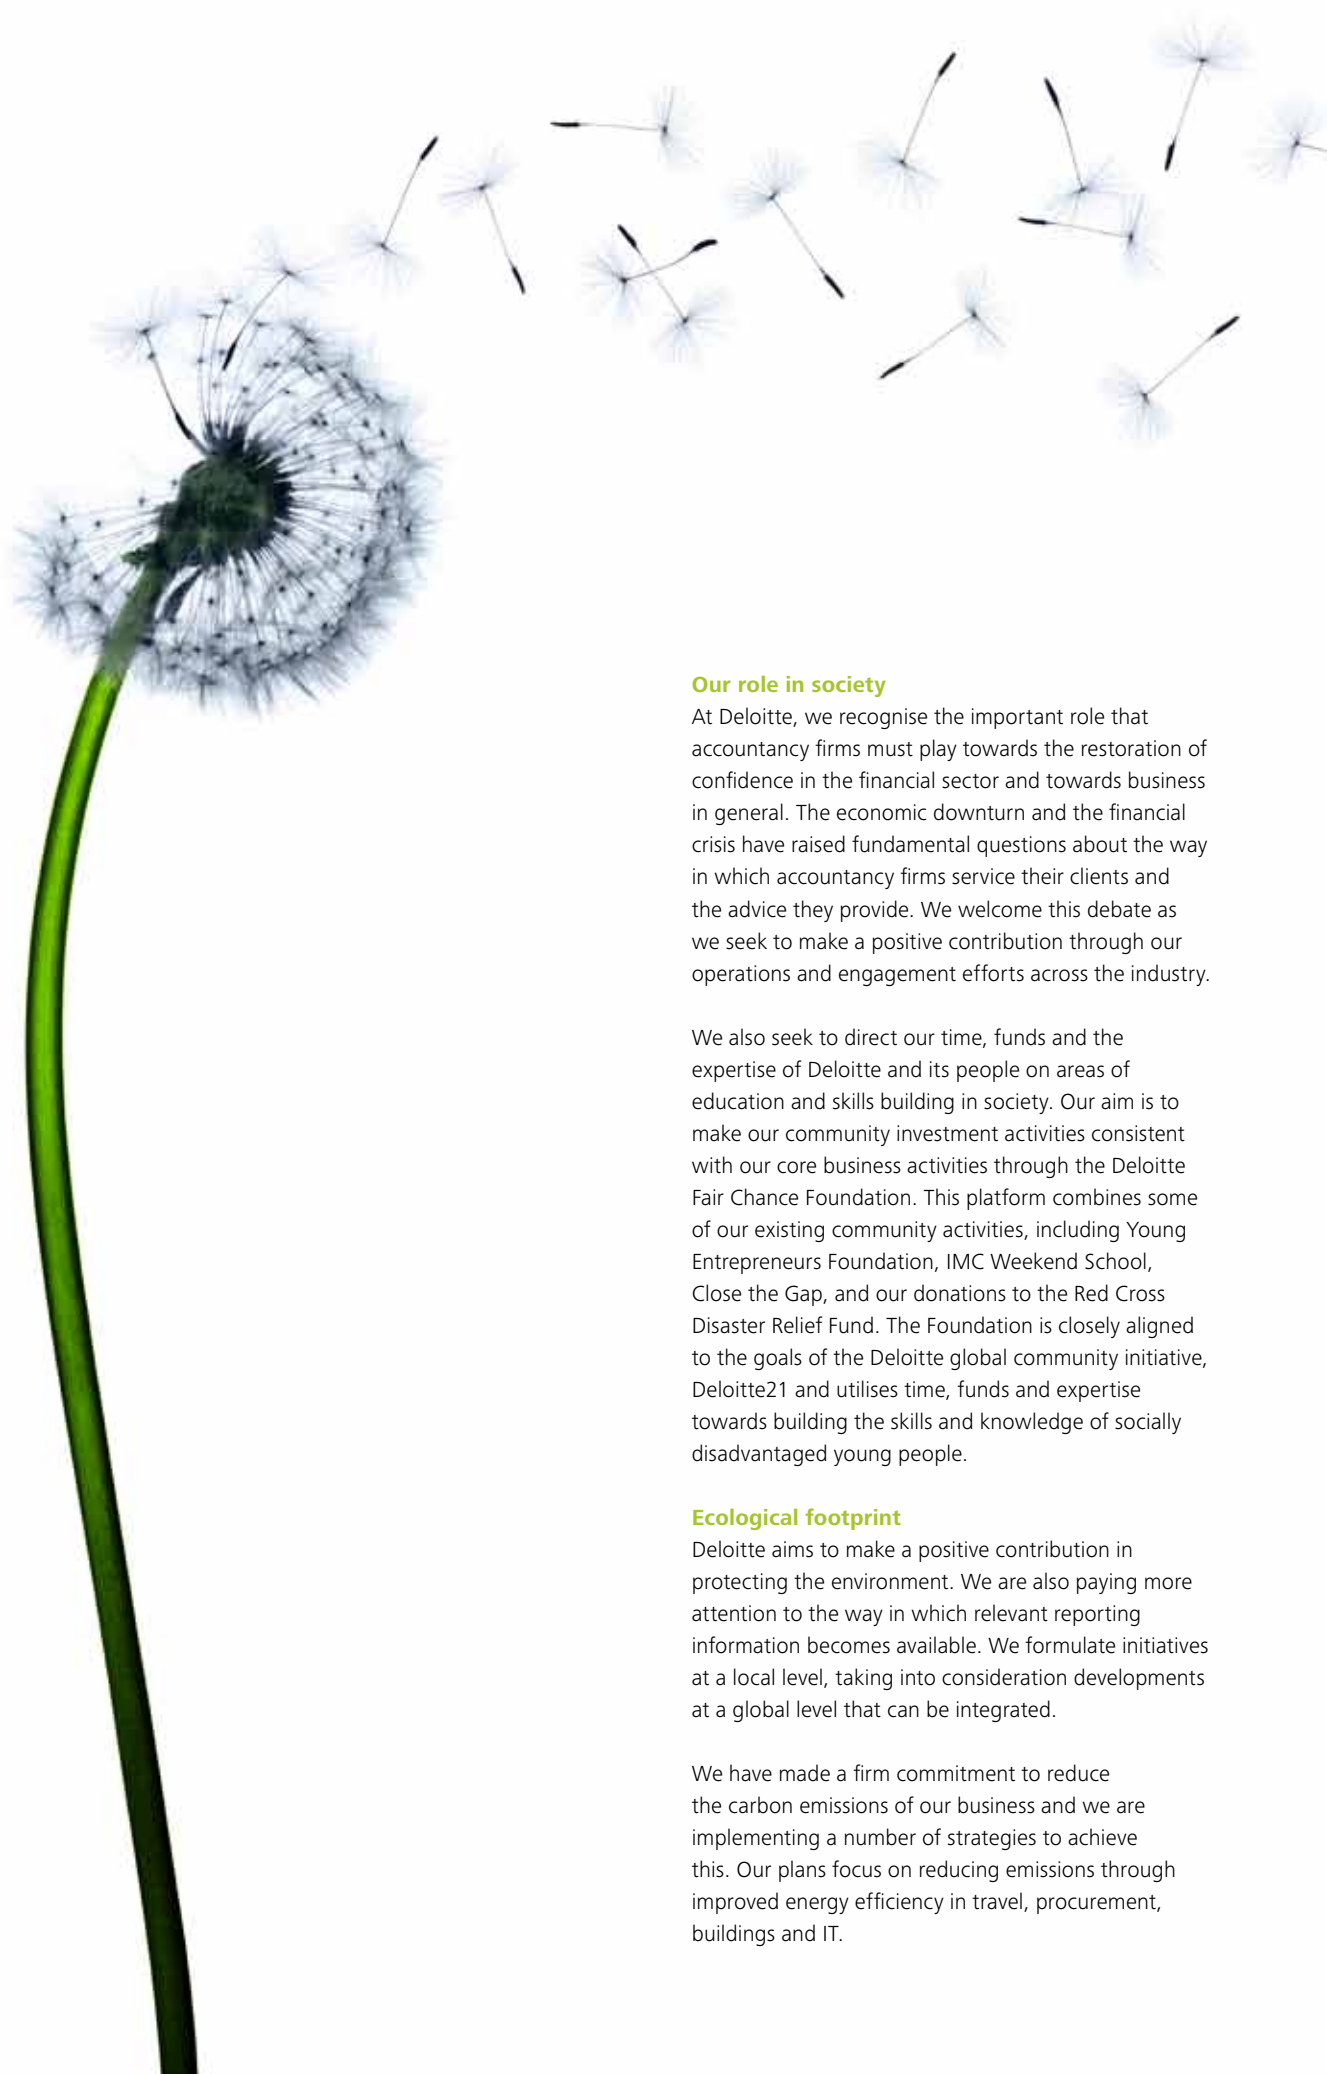 Our role in society
At Deloitte, we recognise the important role that
accountancy firms must play towards the restoration of
confidence in the financial sector and towards business
in general. The economic downturn and the financial
crisis have raised fundamental questions about the way
in which accountancy firms service their clients and
the advice they provide. We welcome this debate as
we seek to make a positive contribution through our
operations and engagement efforts across the industry.
We also seek to direct our time, funds and the
expertise of Deloitte and its people on areas of
education and skills building in society. Our aim is to
make our community investment activities consistent
with our core business activities through the Deloitte
Fair Chance Foundation. This platform combines some
of our existing community activities, including Young
Entrepreneurs Foundation, IMC Weekend School,
Close the Gap, and our donations to the Red Cross
Disaster Relief Fund. The Foundation is closely aligned
to the goals of the Deloitte global community initiative,
Deloitte21 and utilises time, funds and expertise
towards building the skills and knowledge of socially
disadvantaged young people.
Ecological footprint
Deloitte aims to make a positive contribution in
protecting the environment. We are also paying more
attention to the way in which relevant reporting
information becomes available. We formulate initiatives
at a local level, taking into consideration developments
at a global level that can be integrated.
We have made a firm commitment to reduce
the carbon emissions of our business and we are
implementing a number of strategies to achieve
this. Our plans focus on reducing emissions through
improved energy efficiency in travel, procurement,
buildings and IT.